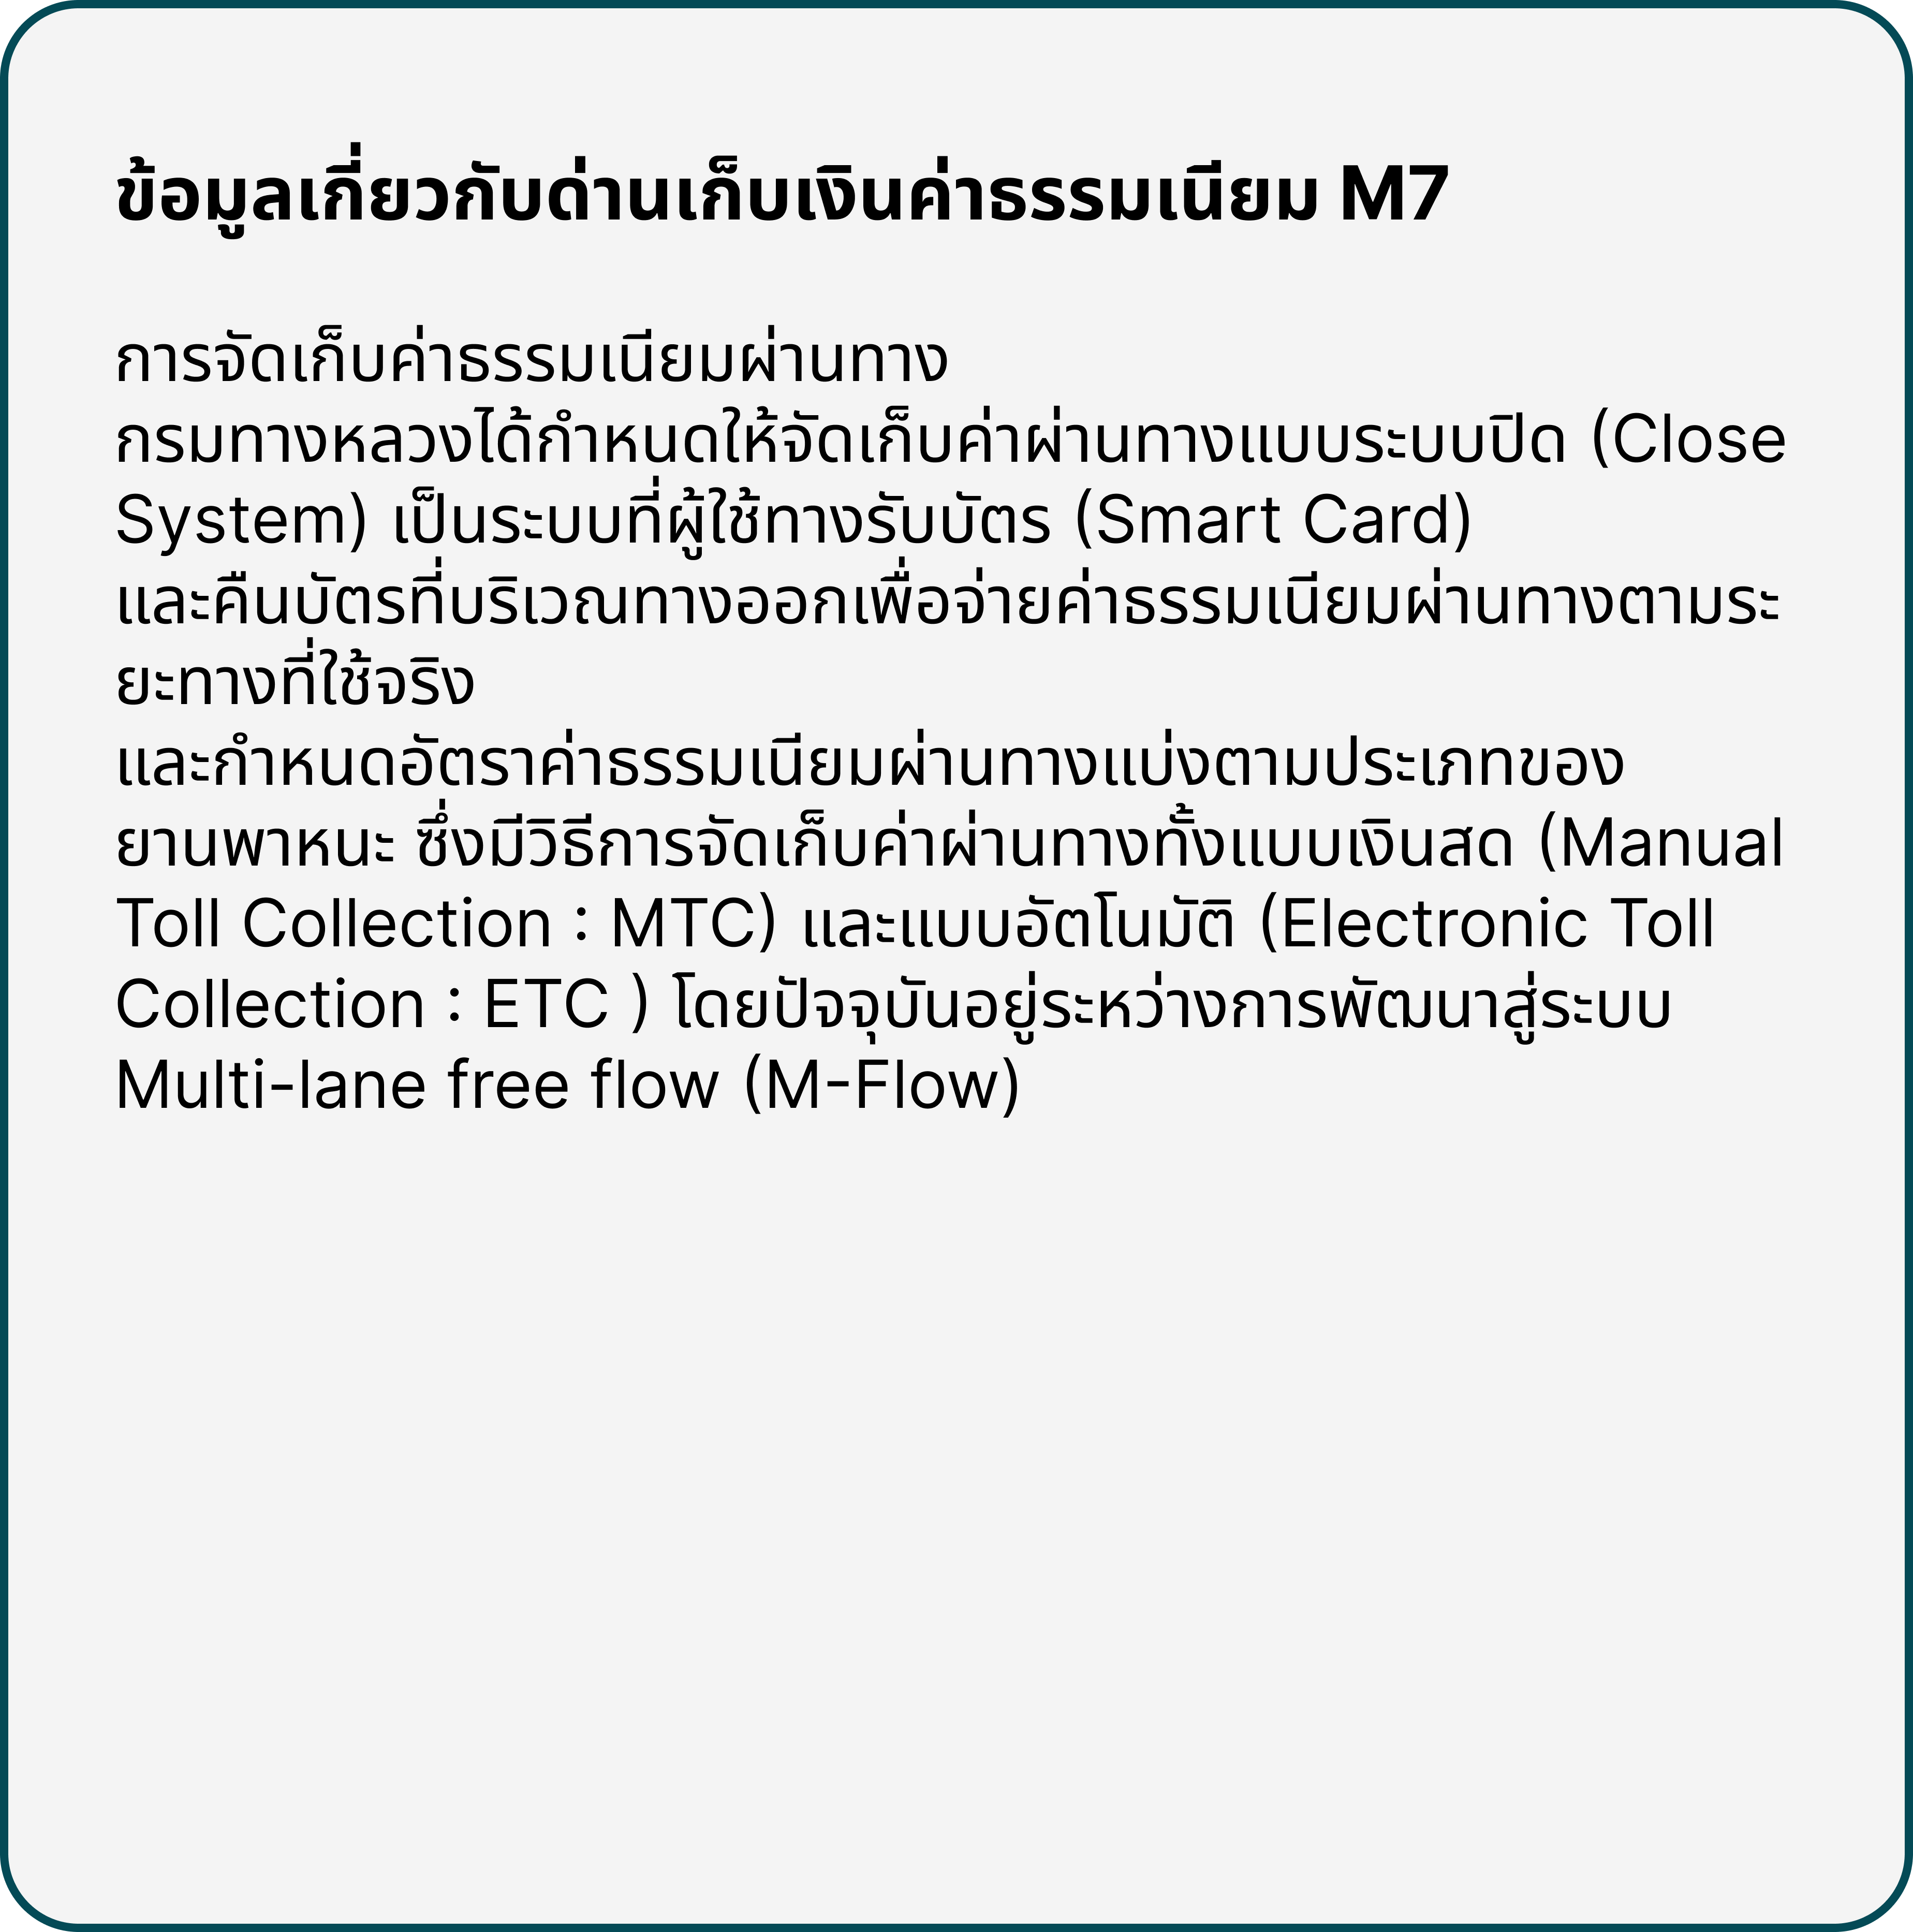 ข้อมูลเกี่ยวกับด่านเก็บเงินค่าธรรมเนียม M7
การจัดเก็บค่าธรรมเนียมผ่านทาง
กรมทางหลวงได้กำหนดให้จัดเก็บค่าผ่านทางแบบระบบปิด (Close
System) เป็นระบบที่ผู้ใช้ทางรับบัตร (Smart Card)
และคืนบัตรที่บริเวณทางออกเพื่อจ่ายค่าธรรมเนียมผ่านทางตามระ
ยะทางที่ใช้จริง
และกำหนดอัตราค่าธรรมเนียมผ่านทางแบ่งตามประเภทของ
ยานพาหนะ ซึ่งมีวิธีการจัดเก็บค่าผ่านทางทั้งแบบเงินสด (Manual
Toll Collection : MTC) และแบบอัตโนมัติ (Electronic Toll
Collection : ETC ) โดยปัจจุบันอยู่ระหว่างการพัฒนาสู่ระบบ
Multi-lane free flow (M-Flow)